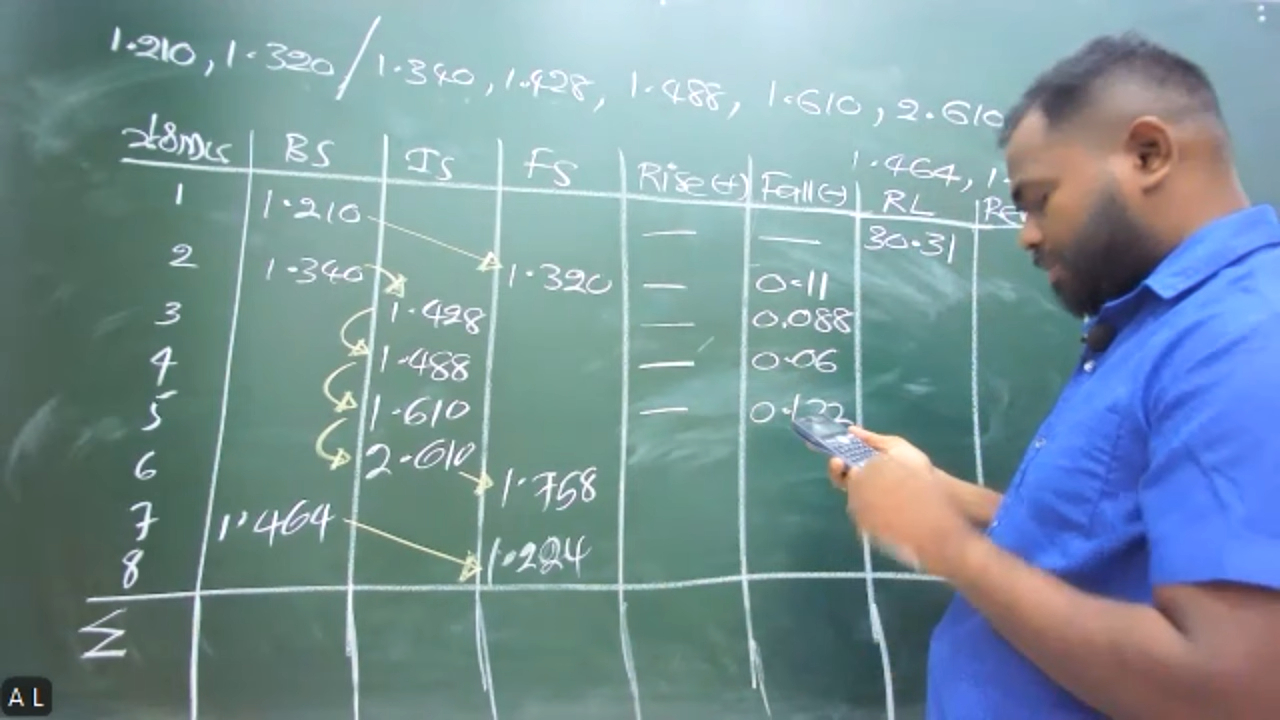 1.210, 1.320/1.340, 1.428, 1.488, 1.610, 2.610
1.464, 1.
BS IS FS Rise(+) Fall(-) RL
1 1.210 — — 30.31
2 1.340 1.320 — 0.11
3 1.428 — 0.088
4 1.488 — 0.06
5 1.610 — 0.122
6 2.610
7 1.464 1.758
8 1.224
Σ
A L